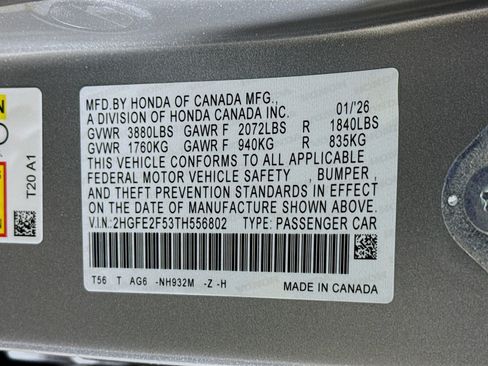 MFD.BY HONDA OF CANADA MFG.,
A DIVISION OF HONDA CANADA INC. 01/'26
GVWR 3880LBS GAWR F 2072LBS R 1840LBS
GVWR 1760KG GAWR F 940KG R 835KG
THIS VEHICLE CONFORMS TO ALL APPLICABLE
FEDERAL MOTOR VEHICLE SAFETY , BUMPER ,
AND THEFT PREVENTION STANDARDS IN EFFECT
ON THE DATE OF MANUFACTURE SHOWN ABOVE.
V.I.N.:2HGFE2F53TH556802 TYPE: PASSENGER CAR
T56 T AG6 -NH932M -Z -H
MADE IN CANADA
T20 A1